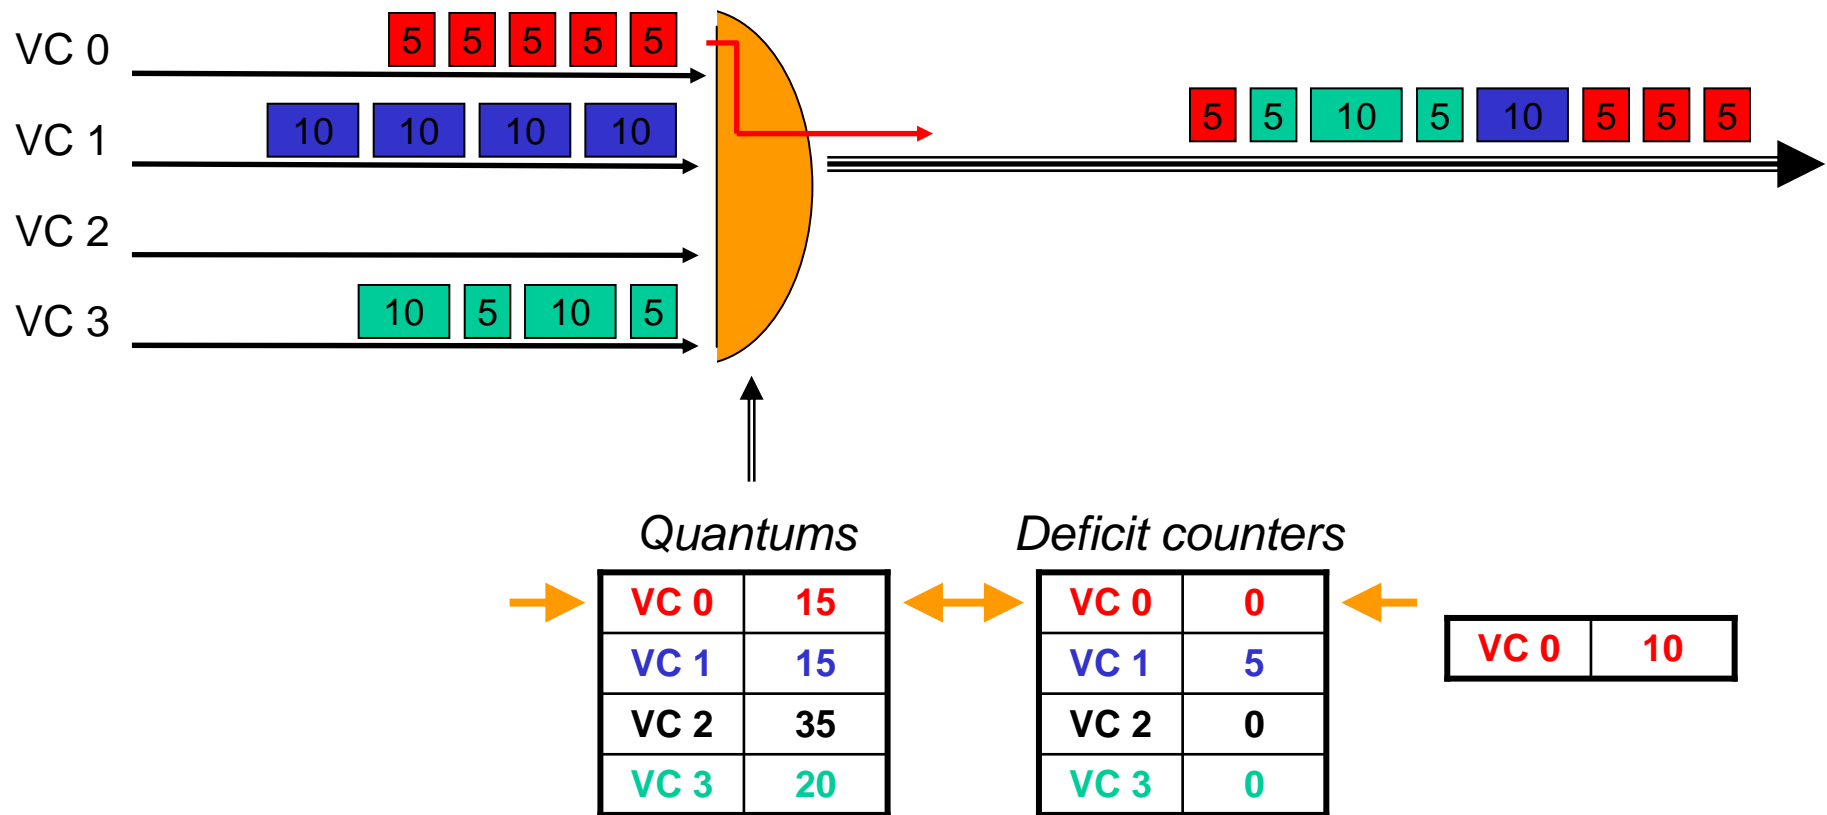 VC 0 5 5 5 5 5
5 5 10 5 10 5 5 5
VC 1 10 10 10 10
VC 2
VC 3 10 5 10 5
Quantums
VC 0 15
VC 1 15
VC 2 35
VC 3 20
Deficit counters
VC 0 0
VC 1 5
VC 2 0
VC 3 0
VC 0 10